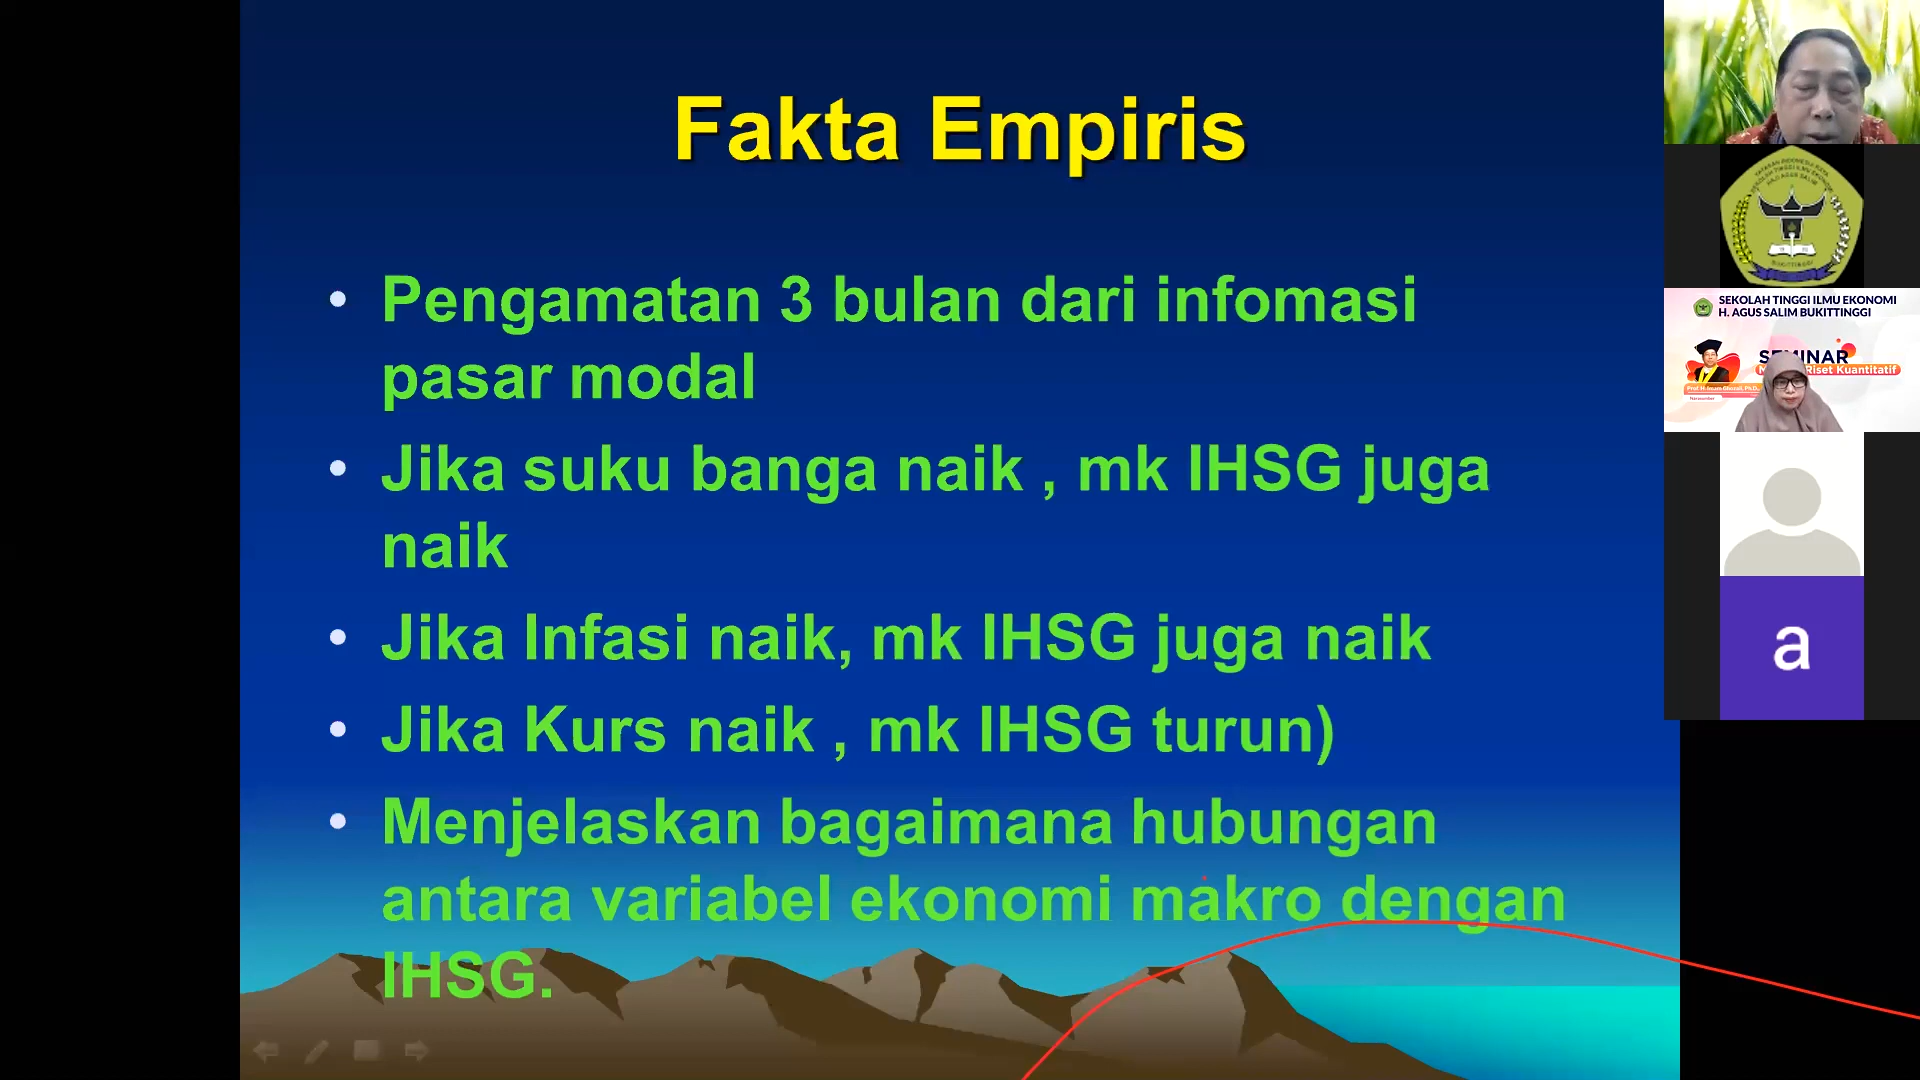 Fakta Empiris
• Pengamatan 3 bulan dari infomasi
pasar modal
• Jika suku banga naik , mk IHSG juga
naik
• Jika Infasi naik, mk IHSG juga naik
• Jika Kurs naik , mk IHSG turun)
• Menjelaskan bagaimana hubungan
antara variabel ekonomi makro dengan
IHSG.
SEKOLAH TINGGI ILMU EKONOMI
H. AGUS SALIM BUKITTINGGI
SEMINAR
Riset Kuantitatif
a